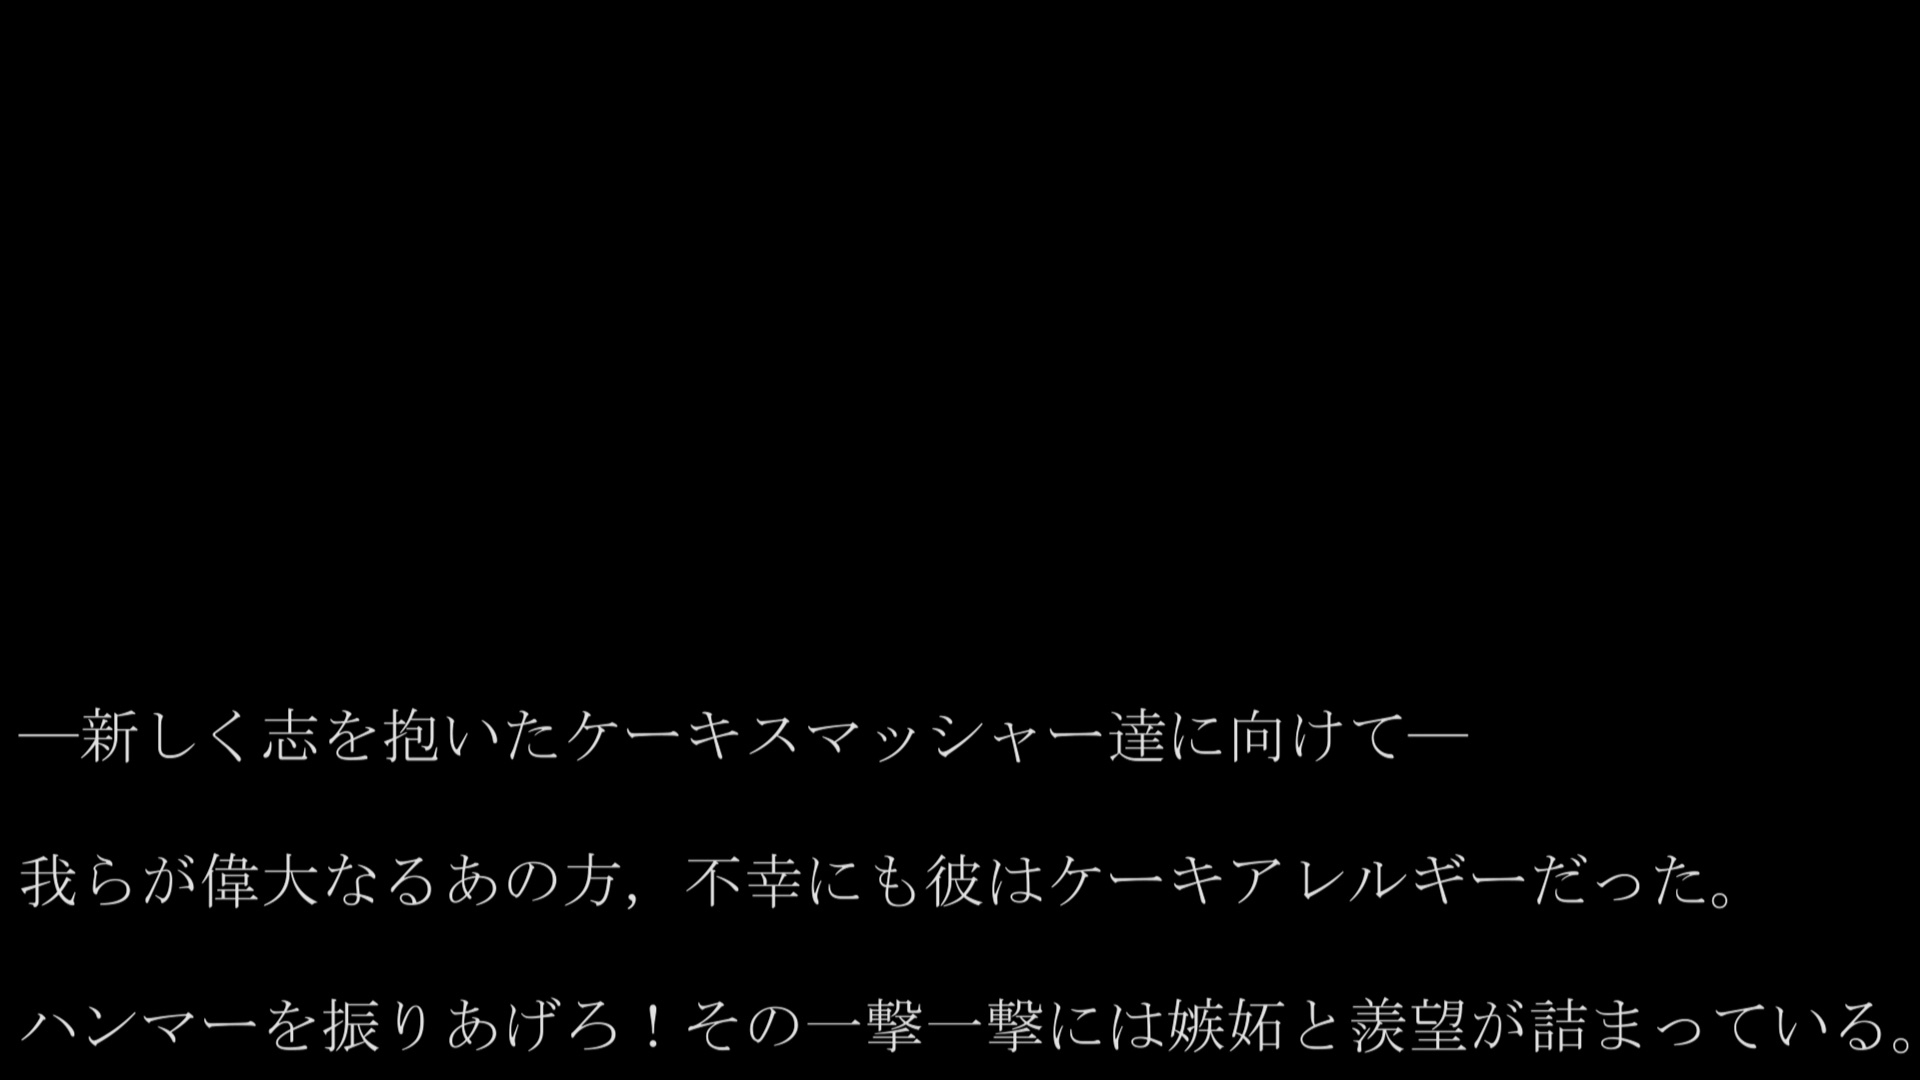 ―新しく志を抱いたケーキスマッシャー達に向けて―
我らが偉大なるあの方，不幸にも彼はケーキアレルギーだった。
ハンマーを振りあげろ！その一撃一撃には嫉妬と羨望が詰まっている。